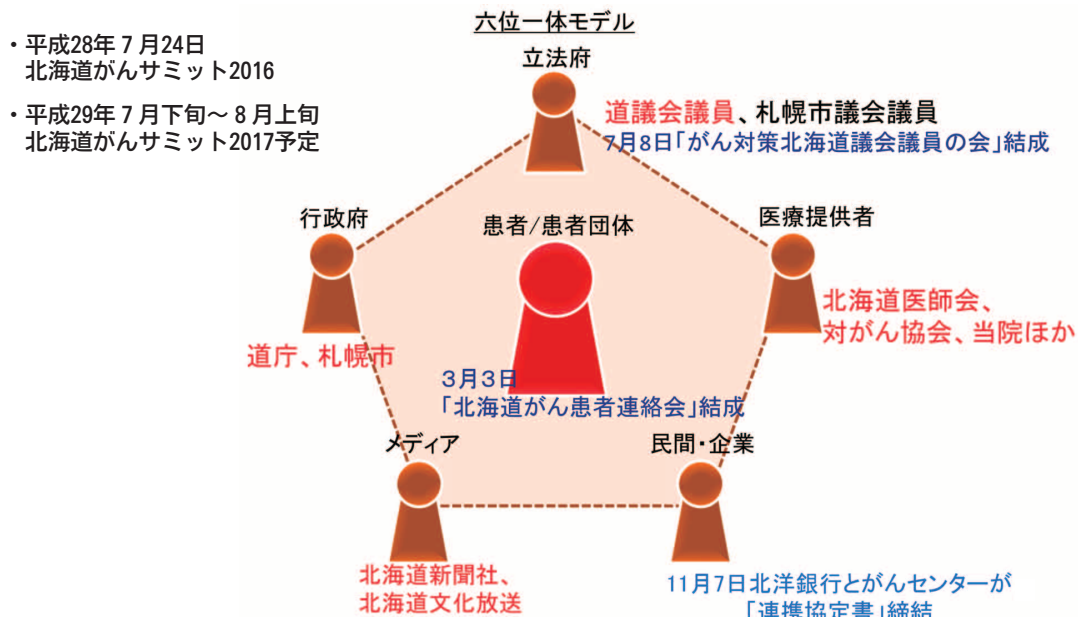 六位一体モデル
・平成28年7月24日
北海道がんサミット2016
・平成29年7月下旬～8月上旬
北海道がんサミット2017予定
立法府
道議会議員、札幌市議会議員
7月8日｢がん対策北海道議会議員の会｣結成
行政府
道庁、札幌市
患者/患者団体
3月3日
｢北海道がん患者連絡会｣結成
医療提供者
北海道医師会、
対がん協会、当院ほか
メディア
北海道新聞社、
北海道文化放送
民間・企業
11月7日北洋銀行とがんセンターが
｢連携協定書｣締結